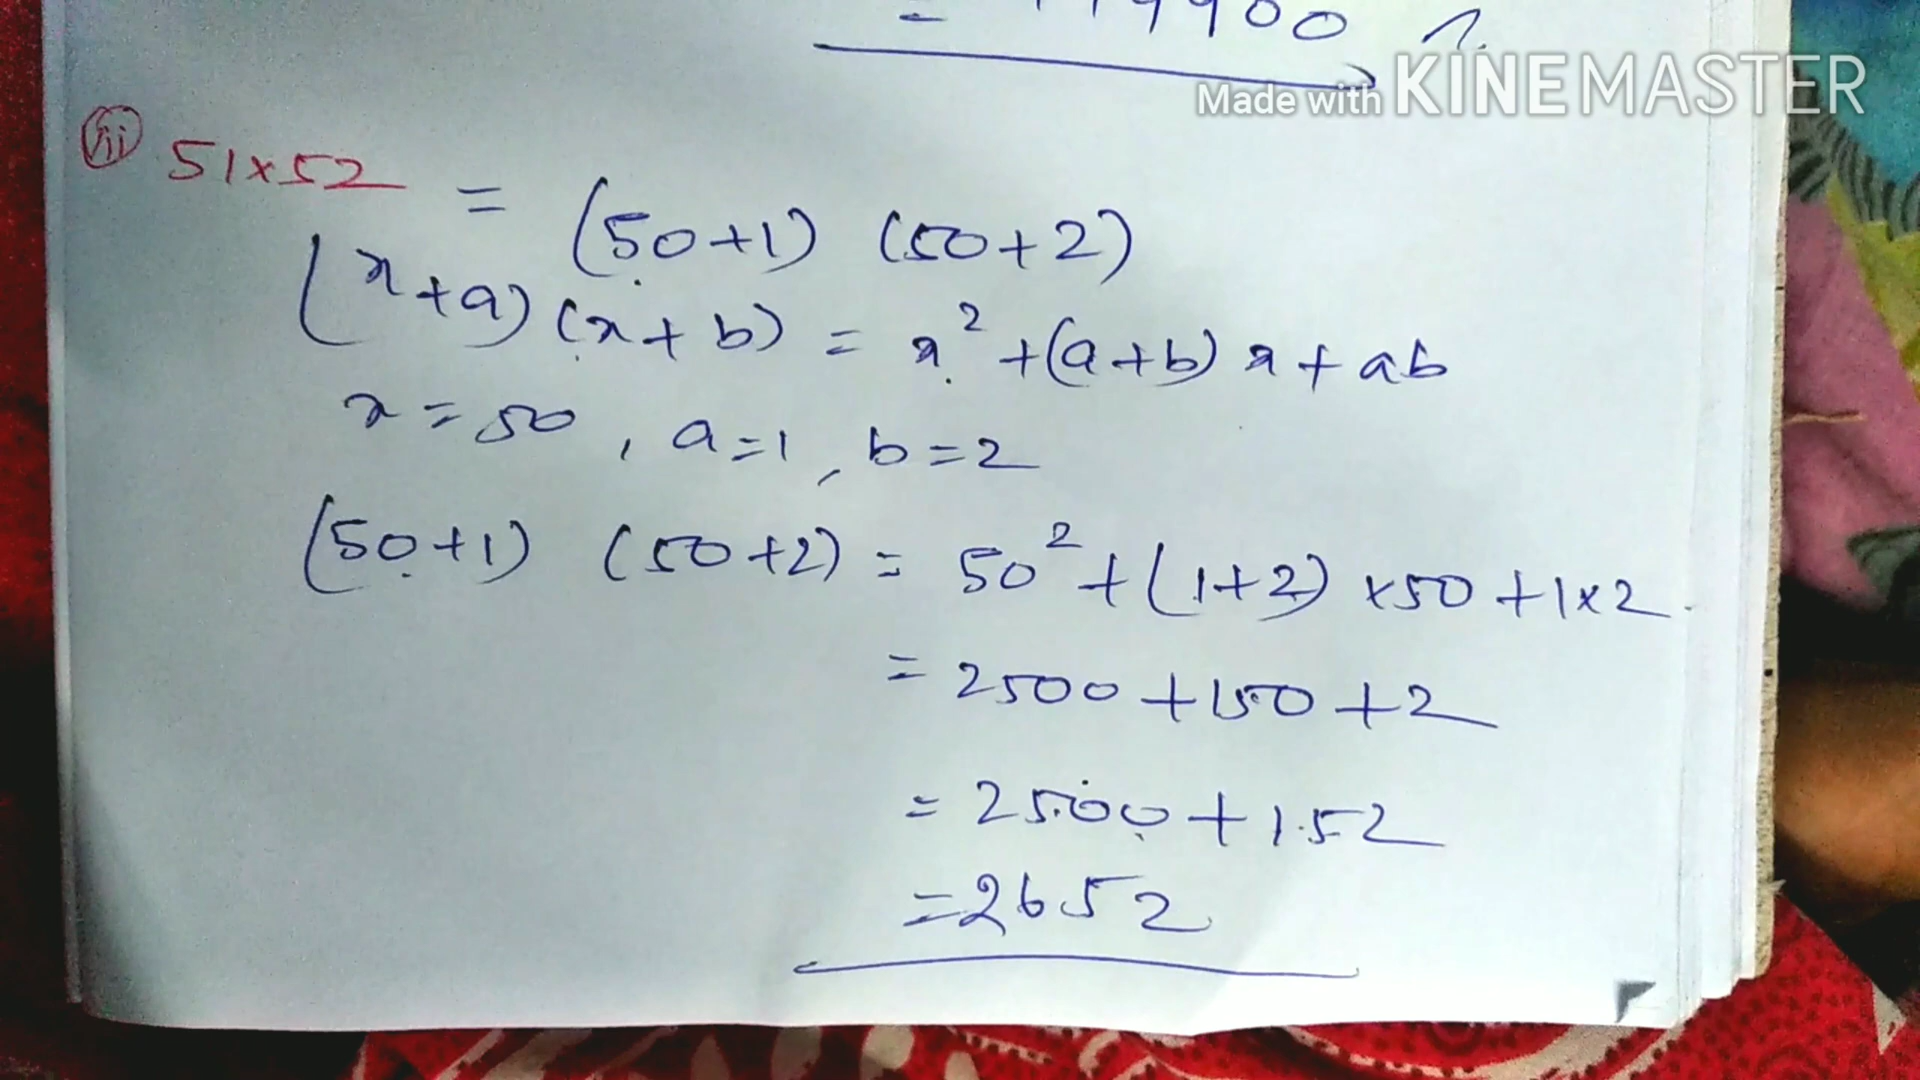 Made with KINEMASTER
(vii) 51×52 = (50+1) (50+2)
(x+a) (x+b) = x² +(a+b) x + ab
x = 50 , a=1 , b=2
(50+1) (50+2) = 50² + (1+2) ×50 + 1×2
= 2500 +150 +2
= 2500 + 152
= 2652